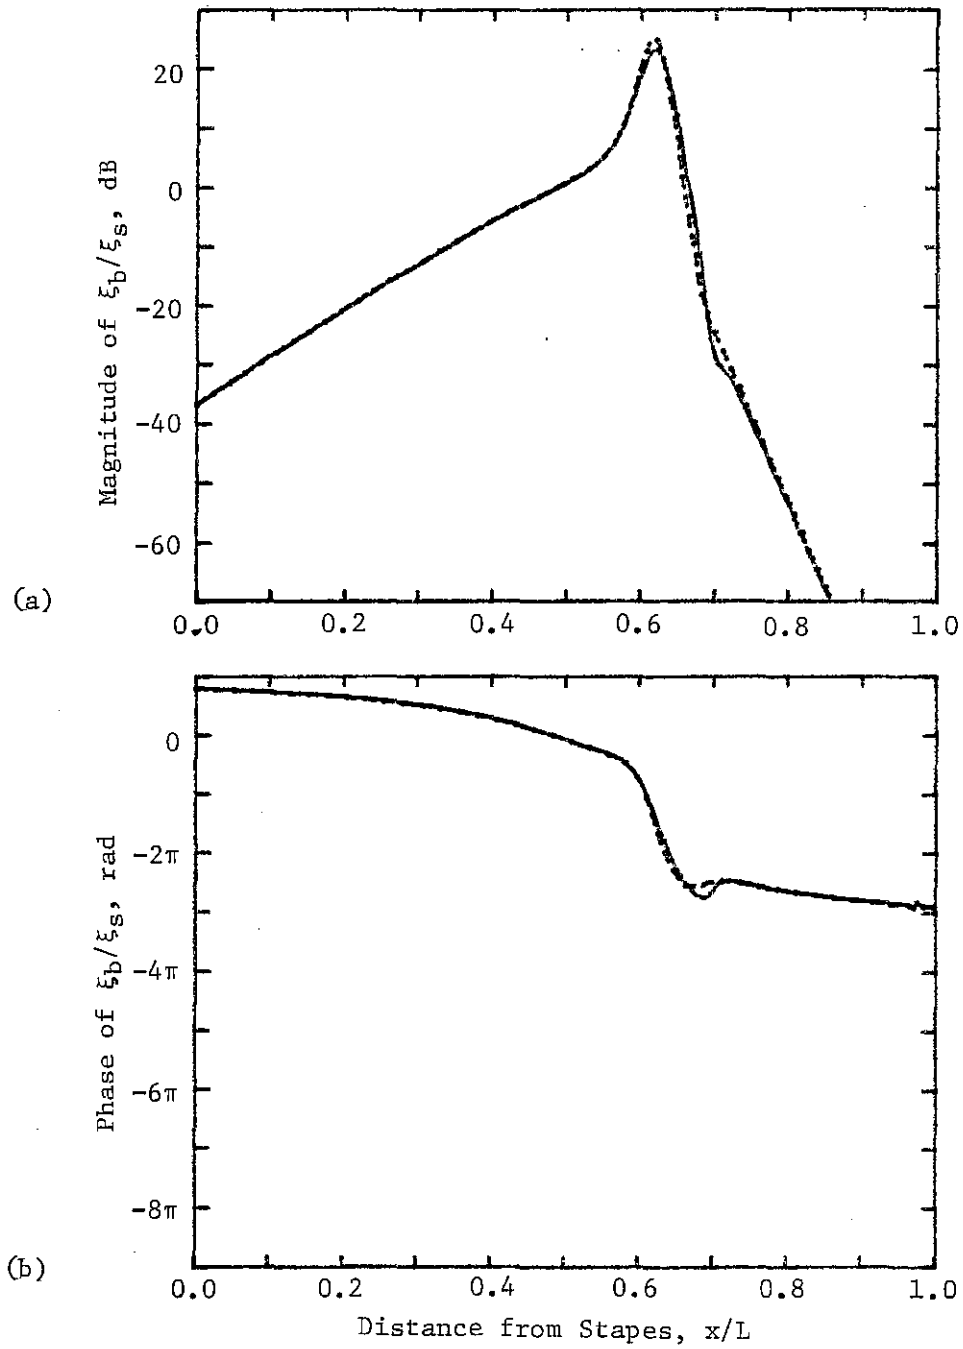 20
0
-20
-40
-60
Magnitude of ξb/ξs, dB
(a)
0.0 0.2 0.4 0.6 0.8 1.0
0
-2π
-4π
-6π
-8π
Phase of ξb/ξs, rad
(b)
0.0 0.2 0.4 0.6 0.8 1.0
Distance from Stapes, x/L